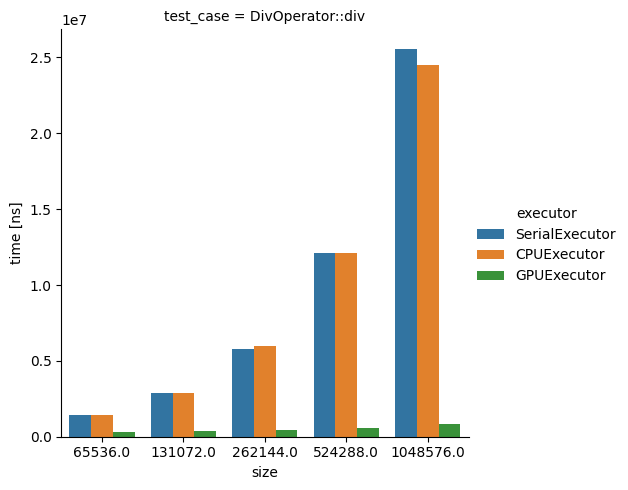 test_case = DivOperator::div
1e7
2.5
2.0
1.5
1.0
0.5
0.0
time [ns]
65536.0 131072.0 262144.0 524288.0 1048576.0
size
executor
SerialExecutor
CPUExecutor
GPUExecutor